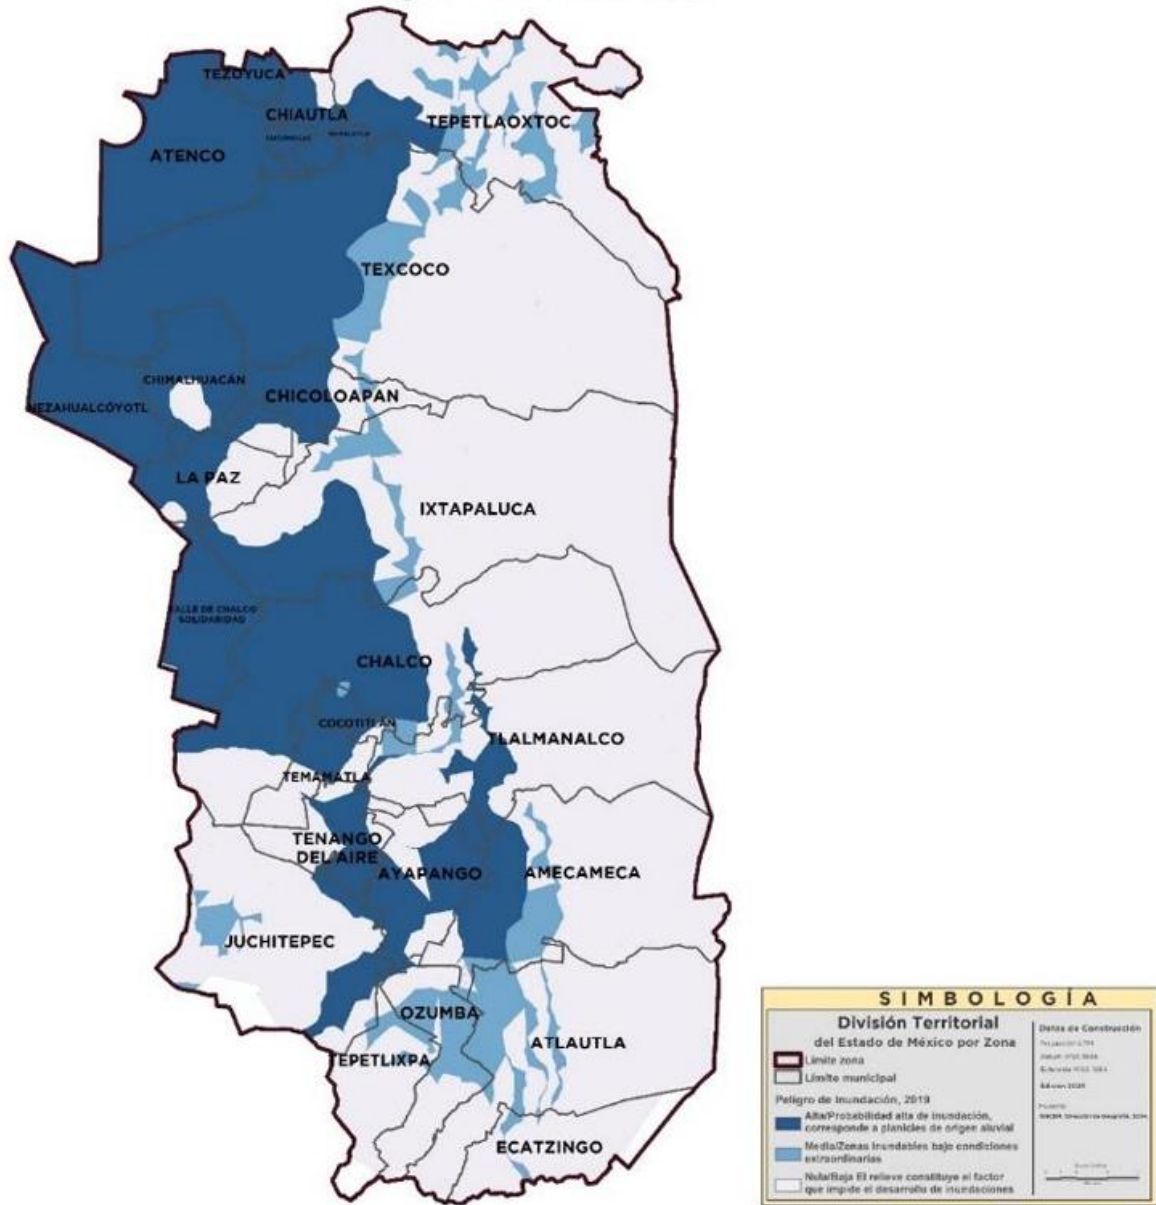 TEZOYUCA
CHIAUTLA
TEPETLAOXTOC
ATENCO
TEXCOCO
CHIMALHUACÁN
CHICOLOAPAN
NEZAHUALCÓYOTL
LA PAZ
IXTAPALUCA
VALLE DE CHALCO
SOLIDARIDAD
CHALCO
COCOTITLÁN
TLALMANALCO
TEMAMATLA
TENANGO
DEL AIRE
AYAPANGO
AMECAMECA
JUCHITEPEC
OZUMBA
ATLAUTLA
TEPETLIXPA
ECATZINGO
SIMBOLOGÍA
División Territorial
del Estado de México por Zona
Límite zona
Límite municipal
Peligro de Inundación, 2019
Alta/Probabilidad alta de inundación,
corresponde a planicies de origen aluvial
Media/Zonas inundables bajo condiciones
extraordinarias
Nula/Baja El relieve constituye el factor
que impide el desarrollo de inundaciones
Datos de Construcción